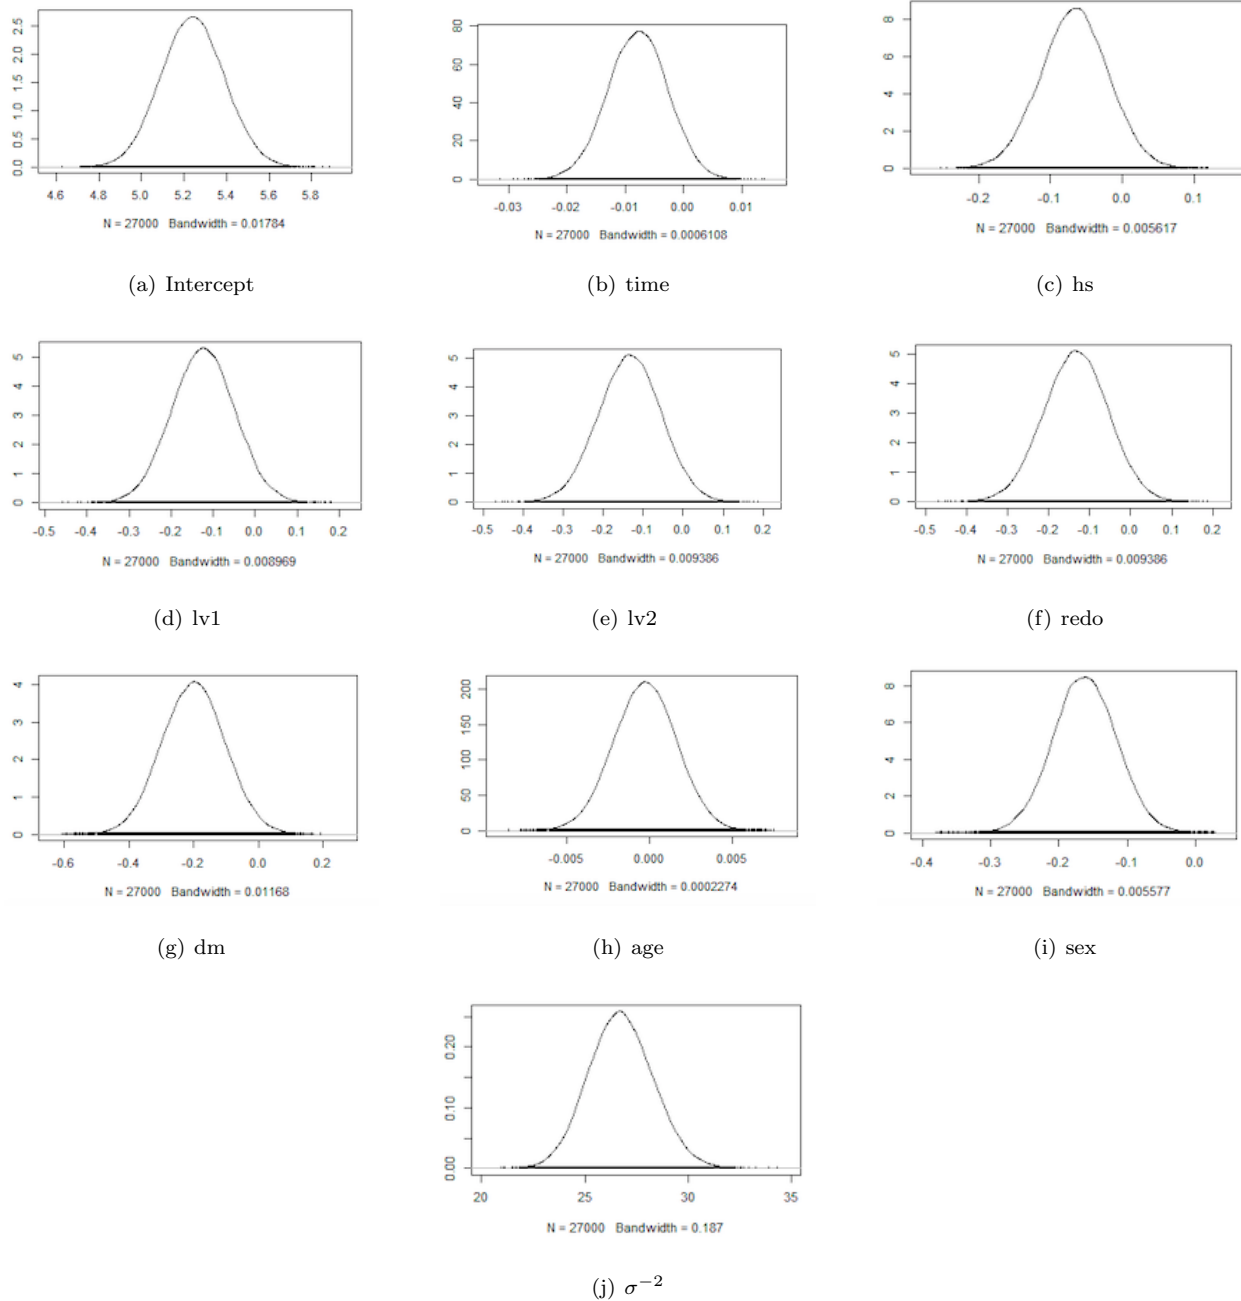 2.5
2.0
1.5
1.0
0.5
0.0
4.6 4.8 5.0 5.2 5.4 5.6 5.8
N = 27000 Bandwidth = 0.01784
(a) Intercept
80
60
40
20
0
-0.03 -0.02 -0.01 0.00 0.01
N = 27000 Bandwidth = 0.0006108
(b) time
8
6
4
2
0
-0.2 -0.1 0.0 0.1
N = 27000 Bandwidth = 0.005617
(c) hs
5
4
3
2
1
0
-0.5 -0.4 -0.3 -0.2 -0.1 0.0 0.1 0.2
N = 27000 Bandwidth = 0.008969
(d) lv1
5
4
3
2
1
0
-0.5 -0.4 -0.3 -0.2 -0.1 0.0 0.1 0.2
N = 27000 Bandwidth = 0.009386
(e) lv2
5
4
3
2
1
0
-0.5 -0.4 -0.3 -0.2 -0.1 0.0 0.1 0.2
N = 27000 Bandwidth = 0.009386
(f) redo
4
3
2
1
0
-0.6 -0.4 -0.2 0.0 0.2
N = 27000 Bandwidth = 0.01168
(g) dm
200
150
100
50
0
-0.005 0.000 0.005
N = 27000 Bandwidth = 0.0002274
(h) age
8
6
4
2
0
-0.4 -0.3 -0.2 -0.1 0.0
N = 27000 Bandwidth = 0.005577
(i) sex
0.20
0.10
0.00
20 25 30 35
N = 27000 Bandwidth = 0.187
(j) σ⁻²